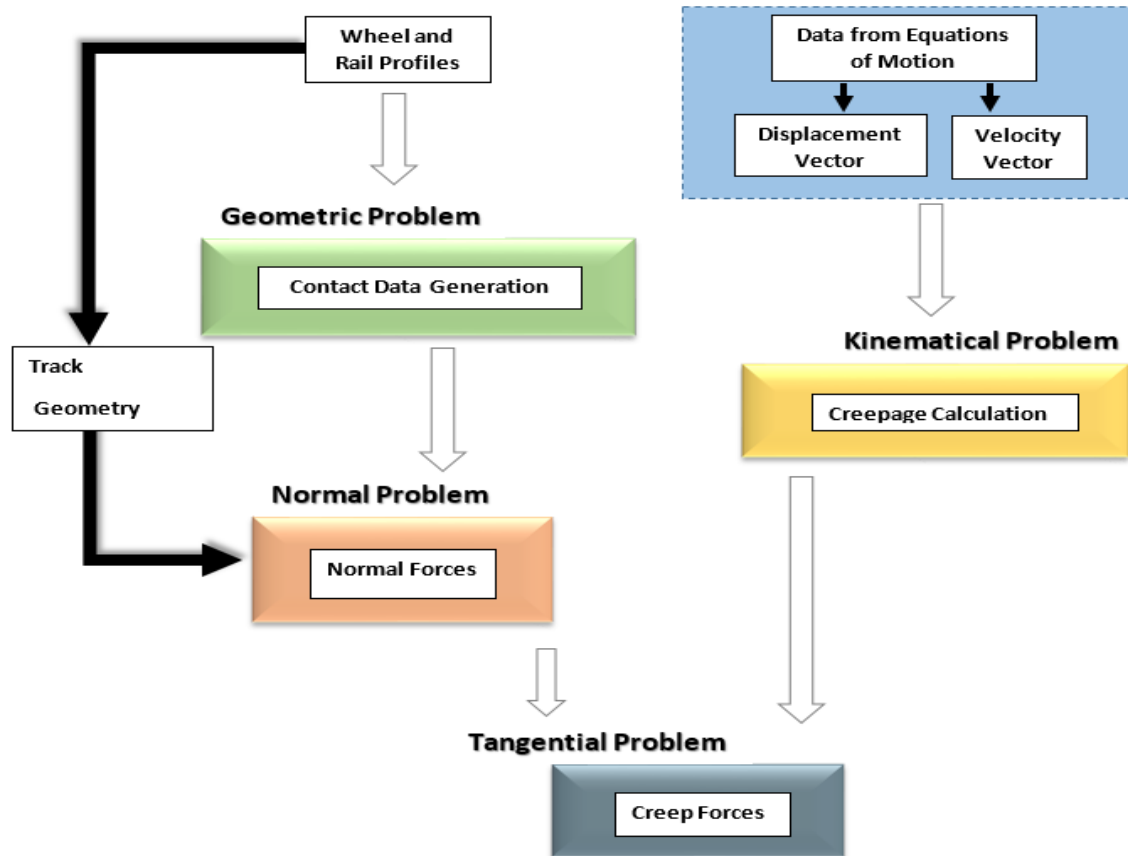 Wheel and
Rail Profiles
Data from Equations
of Motion
Displacement
Vector
Velocity
Vector
Geometric Problem
Contact Data Generation
Track
Geometry
Kinematical Problem
Creepage Calculation
Normal Problem
Normal Forces
Tangential Problem
Creep Forces